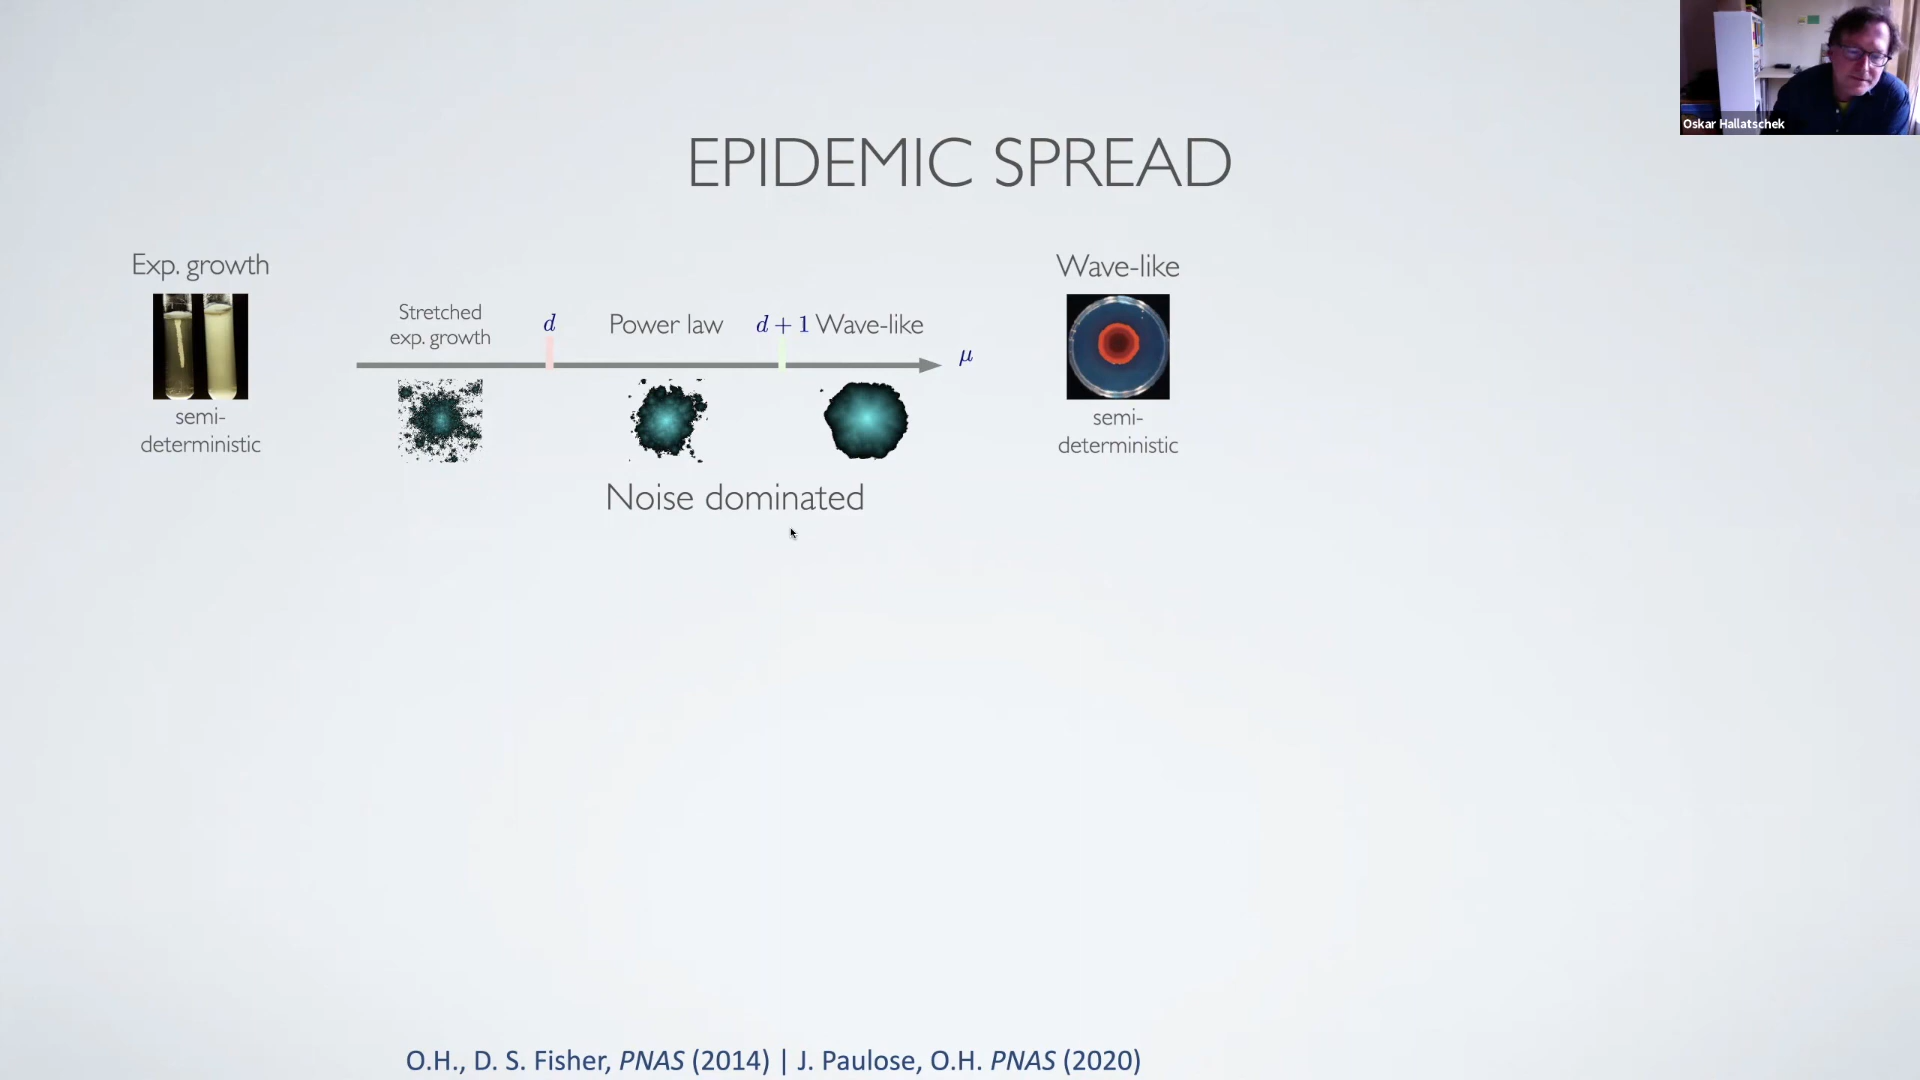 Oskar Hallatschek
EPIDEMIC SPREAD
Exp. growth
semi-
deterministic
Stretched
exp. growth
d
Power law
d + 1
Wave-like
μ
Noise dominated
Wave-like
semi-
deterministic
O.H., D. S. Fisher, PNAS (2014) | J. Paulose, O.H. PNAS (2020)